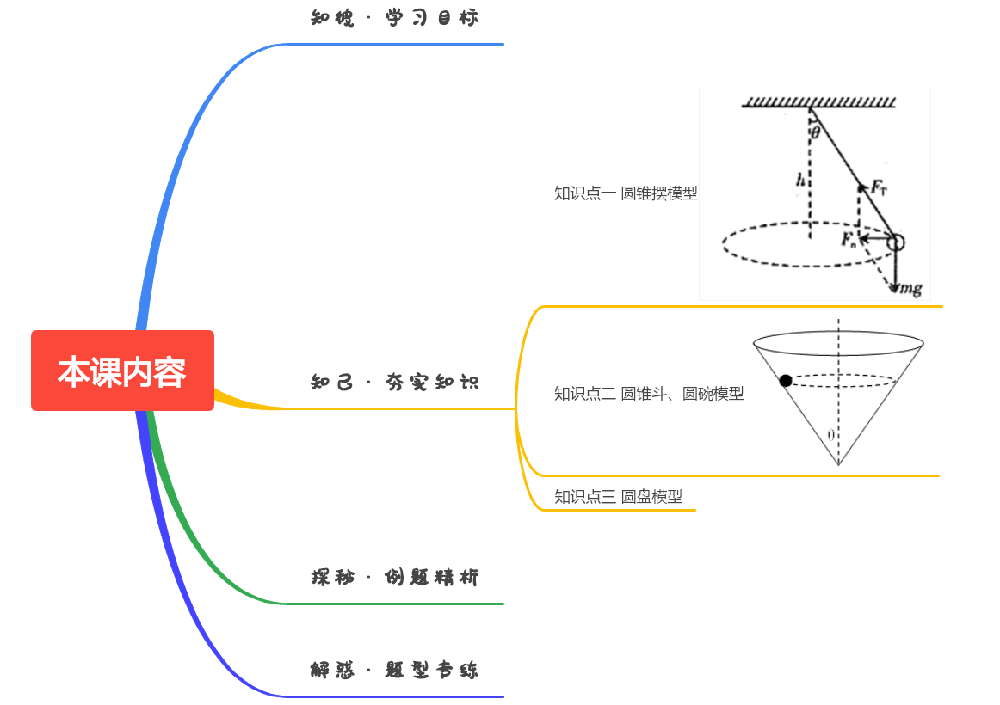 知彼·学习目标
本课内容
知己·夯实知识
知识点一 圆锥摆模型
θ
h
F_T
F_n
mg
知识点二 圆锥斗、圆碗模型
θ
知识点三 圆盘模型
探秘·例题精析
解惑·题型专练